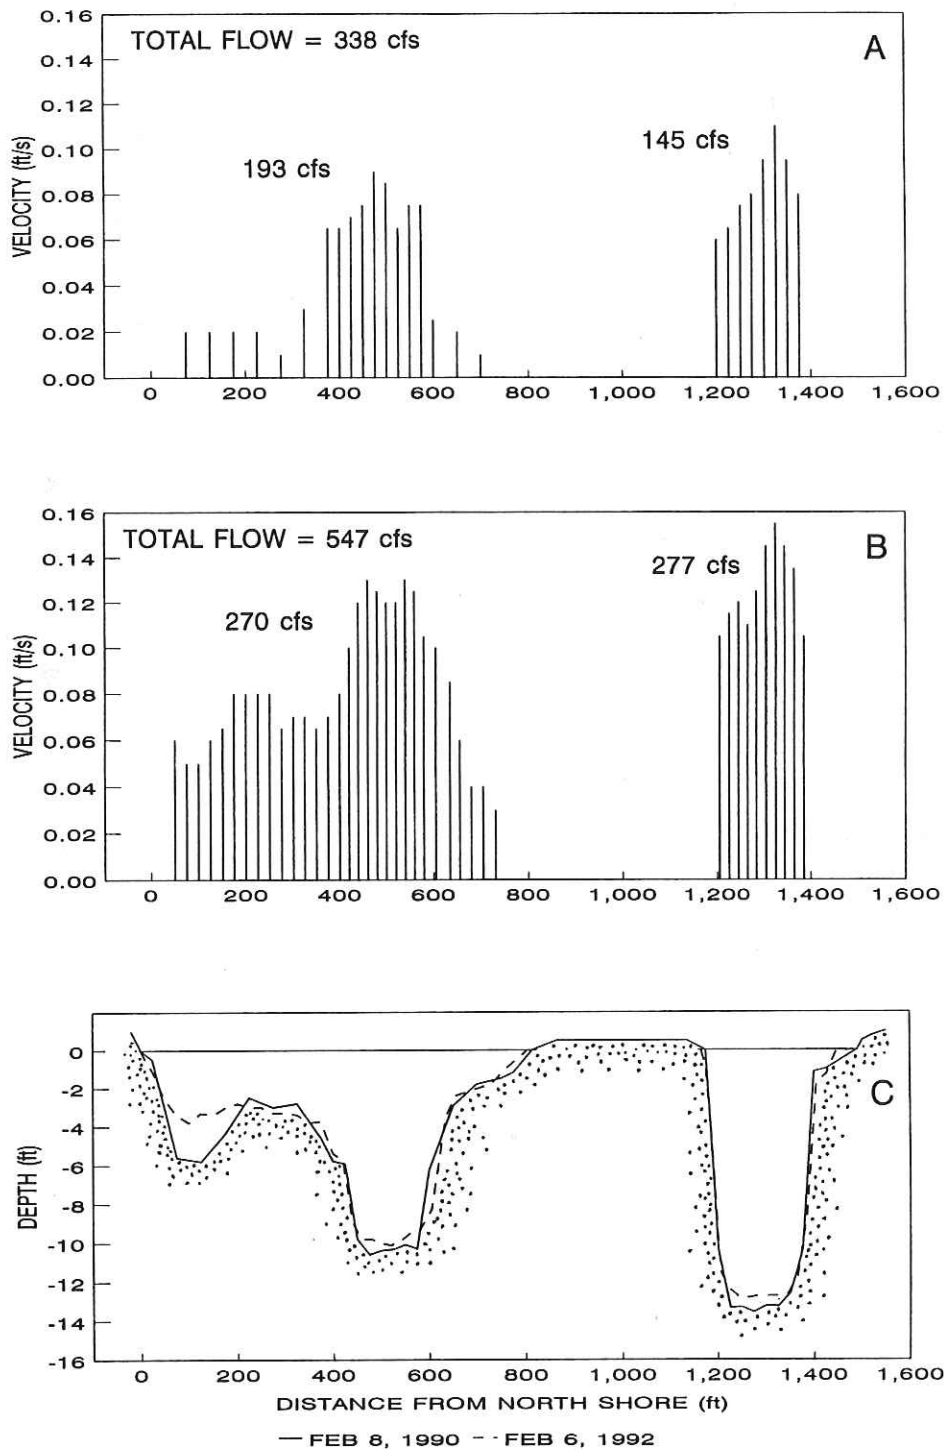 0.16
TOTAL FLOW = 338 cfs
A
0.14
0.12
0.10
193 cfs
145 cfs
0.08
0.06
0.04
0.02
0.00
VELOCITY (ft/s)
0 200 400 600 800 1,000 1,200 1,400 1,600
0.16
TOTAL FLOW = 547 cfs
B
0.14
277 cfs
0.12
270 cfs
0.10
0.08
0.06
0.04
0.02
0.00
VELOCITY (ft/s)
0 200 400 600 800 1,000 1,200 1,400 1,600
0
-2
C
-4
-6
-8
-10
-12
-14
-16
DEPTH (ft)
0 200 400 600 800 1,000 1,200 1,400 1,600
DISTANCE FROM NORTH SHORE (ft)
FEB 8, 1990 FEB 6, 1992